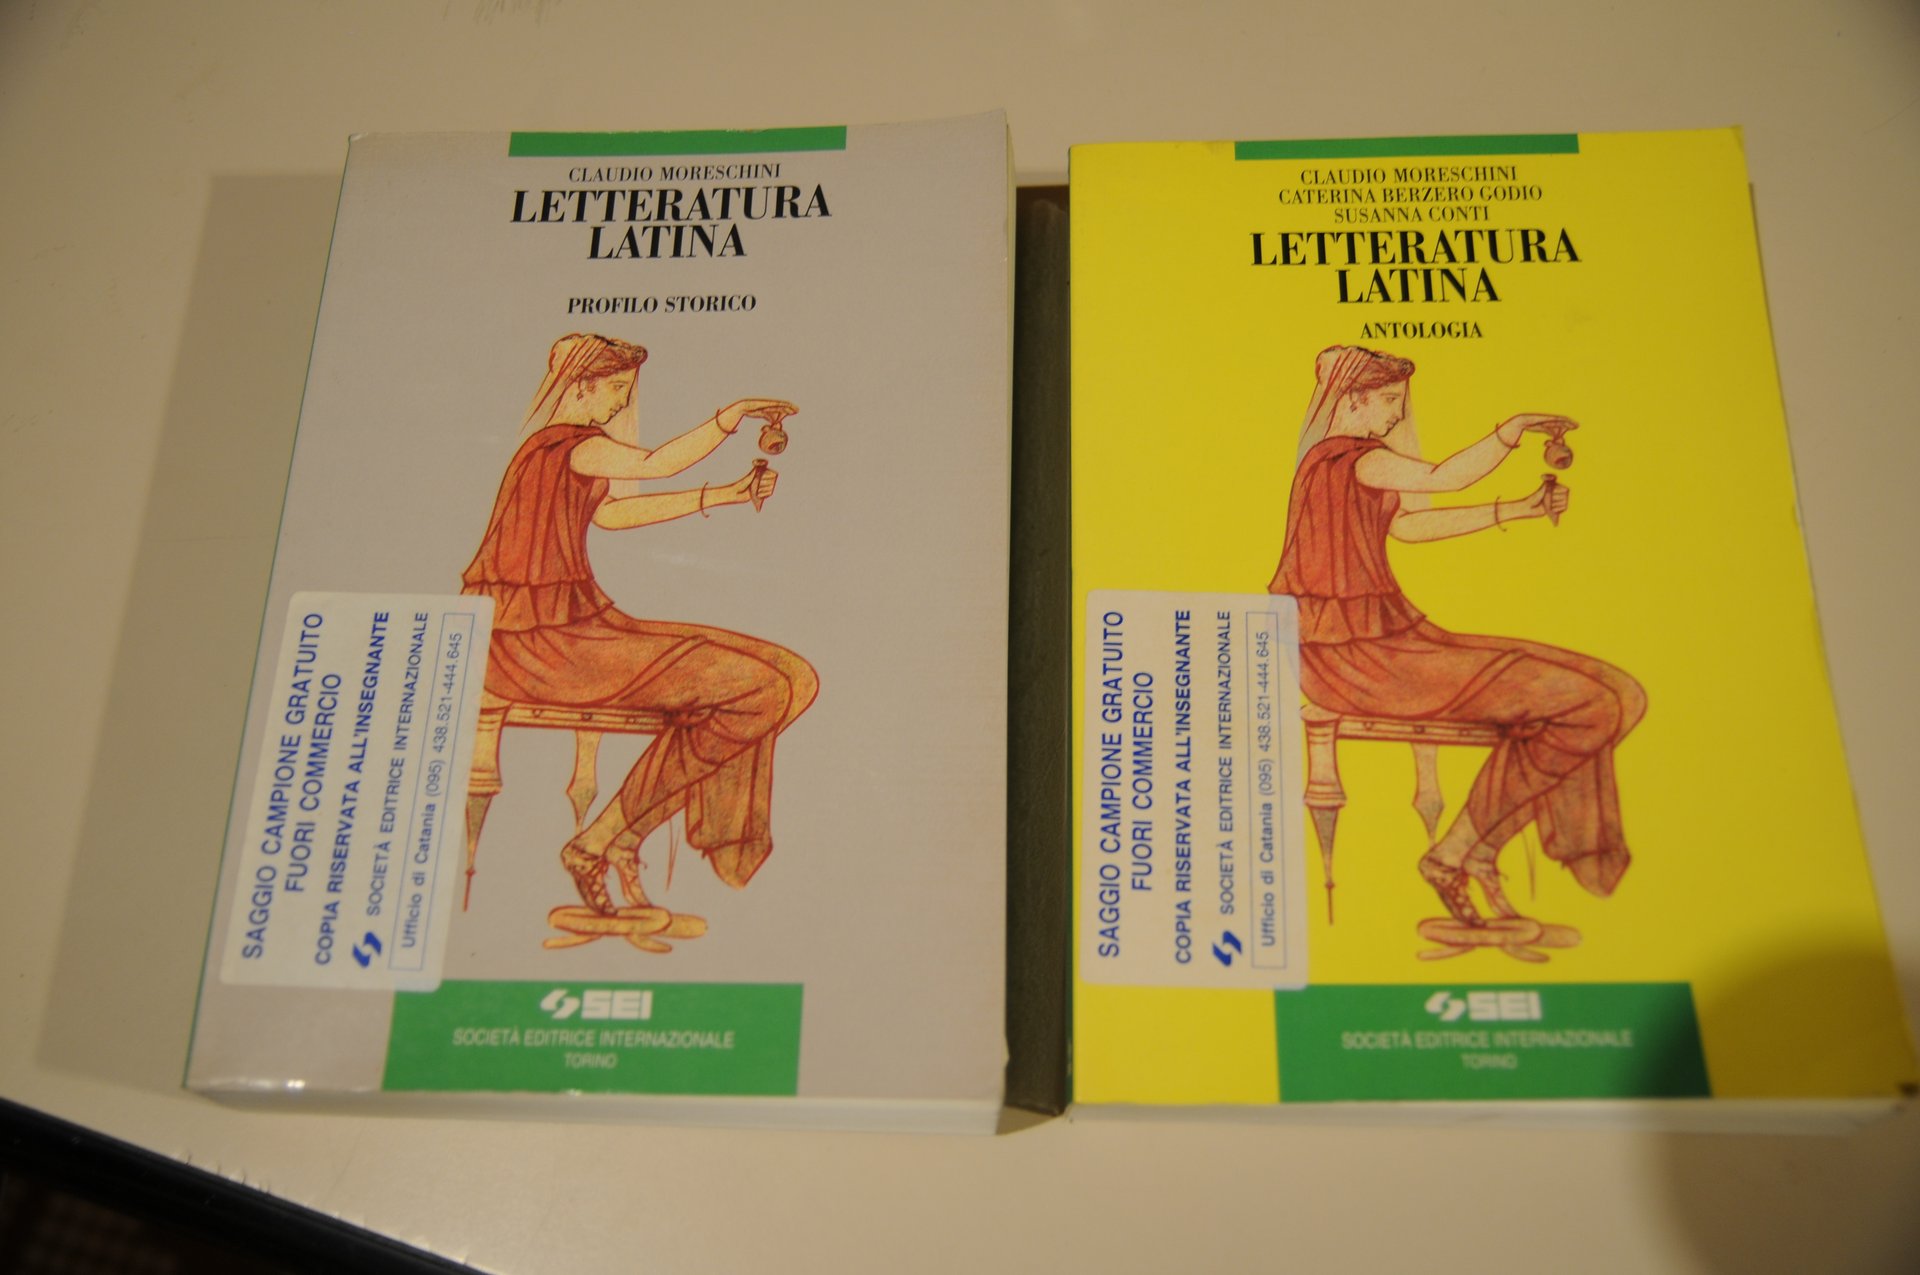 CLAUDIO MORESCHINI
LETTERATURA
LATINA
PROFILO STORICO
SAGGIO CAMPIONE GRATUITO
FUORI COMMERCIO
COPIA RISERVATA ALL'INSEGNANTE
SOCIETÀ EDITRICE INTERNAZIONALE
Ufficio di Catania (095) 438.521-444.645
SEI
SOCIETÀ EDITRICE INTERNAZIONALE
TORINO
CLAUDIO MORESCHINI
CATERINA BERZERO GODIO
SUSANNA CONTI
LETTERATURA
LATINA
ANTOLOGIA
SAGGIO CAMPIONE GRATUITO
FUORI COMMERCIO
COPIA RISERVATA ALL'INSEGNANTE
SOCIETÀ EDITRICE INTERNAZIONALE
Ufficio di Catania (095) 438.521-444.645
SEI
SOCIETÀ EDITRICE INTERNAZIONALE
TORINO